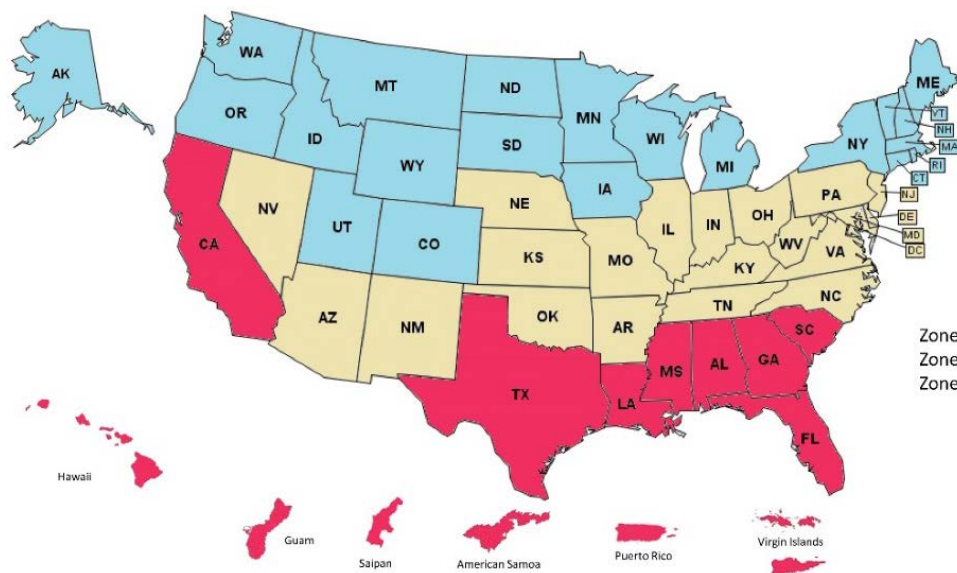 AK
WA
MT
ND
MN
ME
OR
ID
SD
WI
VT
NH
WY
MI
NY
MA
RI
IA
CT
NV
UT
CO
NE
IL
IN
OH
PA
NJ
DE
MD
DC
CA
KS
MO
WV
VA
KY
AZ
NM
OK
AR
TN
NC
SC
TX
LA
MS
AL
GA
FL
Zone
Zone
Zone
Hawaii
Guam
Saipan
American Samoa
Puerto Rico
Virgin Islands